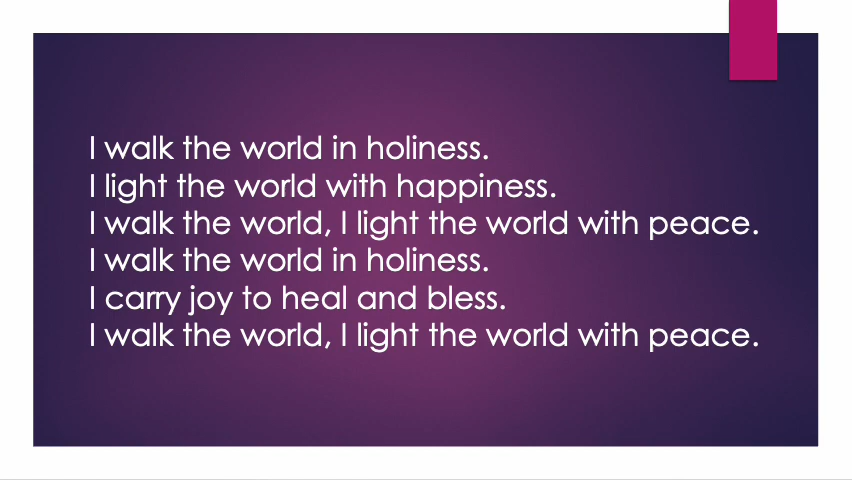 I walk the world in holiness.
I light the world with happiness.
I walk the world, I light the world with peace.
I walk the world in holiness.
I carry joy to heal and bless.
I walk the world, I light the world with peace.